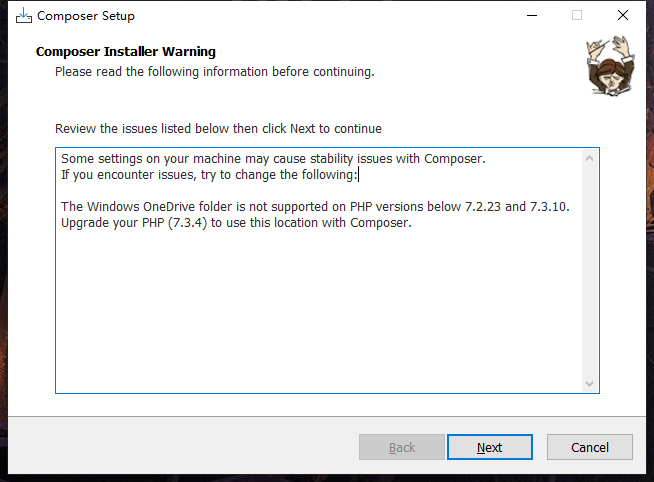 Composer Setup
Composer Installer Warning
Please read the following information before continuing.
Review the issues listed below then click Next to continue
Some settings on your machine may cause stability issues with Composer.
If you encounter issues, try to change the following:
The Windows OneDrive folder is not supported on PHP versions below 7.2.23 and 7.3.10.
Upgrade your PHP (7.3.4) to use this location with Composer.
Back
Next
Cancel